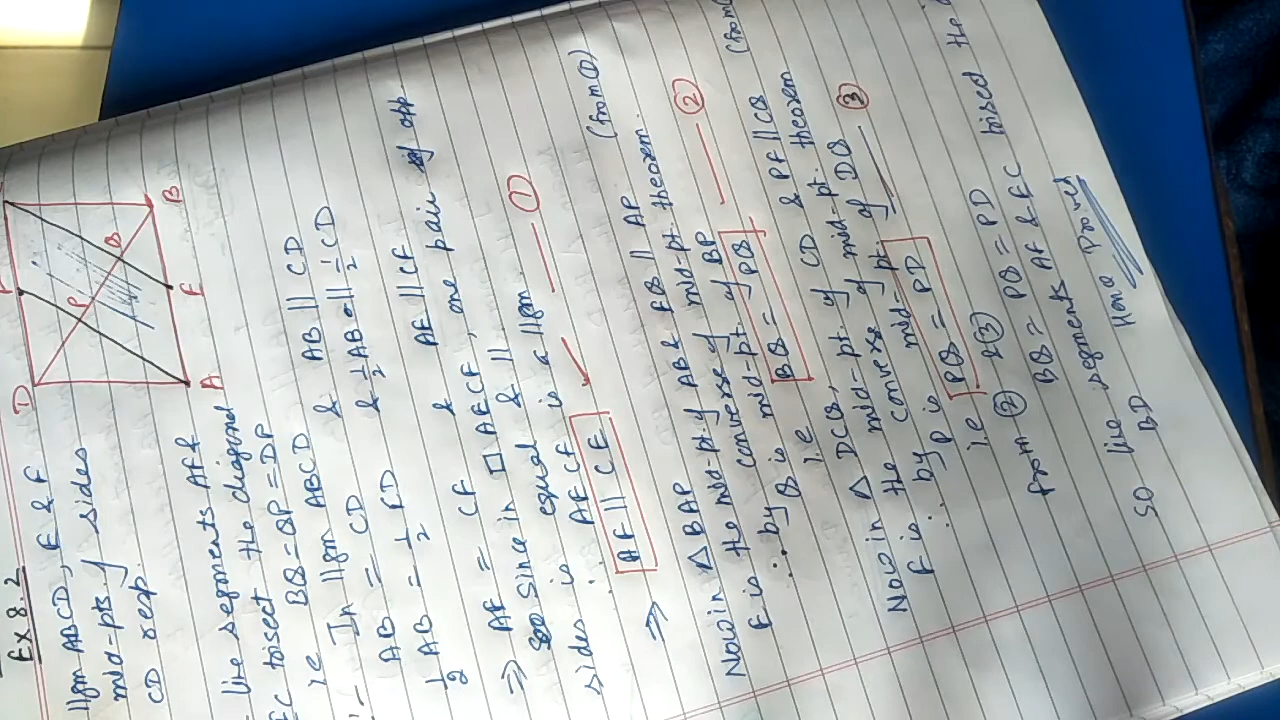 Ex 8.2
D
P
Q
B
A
E
llgm ABCD, E & F
mid-pts. of sides
CD resp.
line segments AF &
EC bisect the diagonal
i.e BQ = QP = DP
:- In llgm ABCD & AB || CD
AB = CD & 1/2 AB = || 1/2 CD
1/2 AB = 1/2 CD
⇒ AE = CF & AE || CF
Since in □ AECF, one pair of opp.
sides is equal & ||
∴ AECF is a llgm. — ①
AF || CE (from ①)
⇒
Now in △ BAP
E is the mid-pt. of AB & EQ || AP
∴ by the converse of mid-pt. theorem.
Q is mid-pt of BP
i.e BQ = PQ — ②
Now in △ DCQ, (from
F is mid-pt. of CD & PF || CQ
∴ by the converse of mid-pt. theorem
P is mid-pt. of DQ
i.e PQ = PD — ③
from ② & ③
BQ = PQ = PD
so line segments AF & EC bisect the
BD
Hence Proved